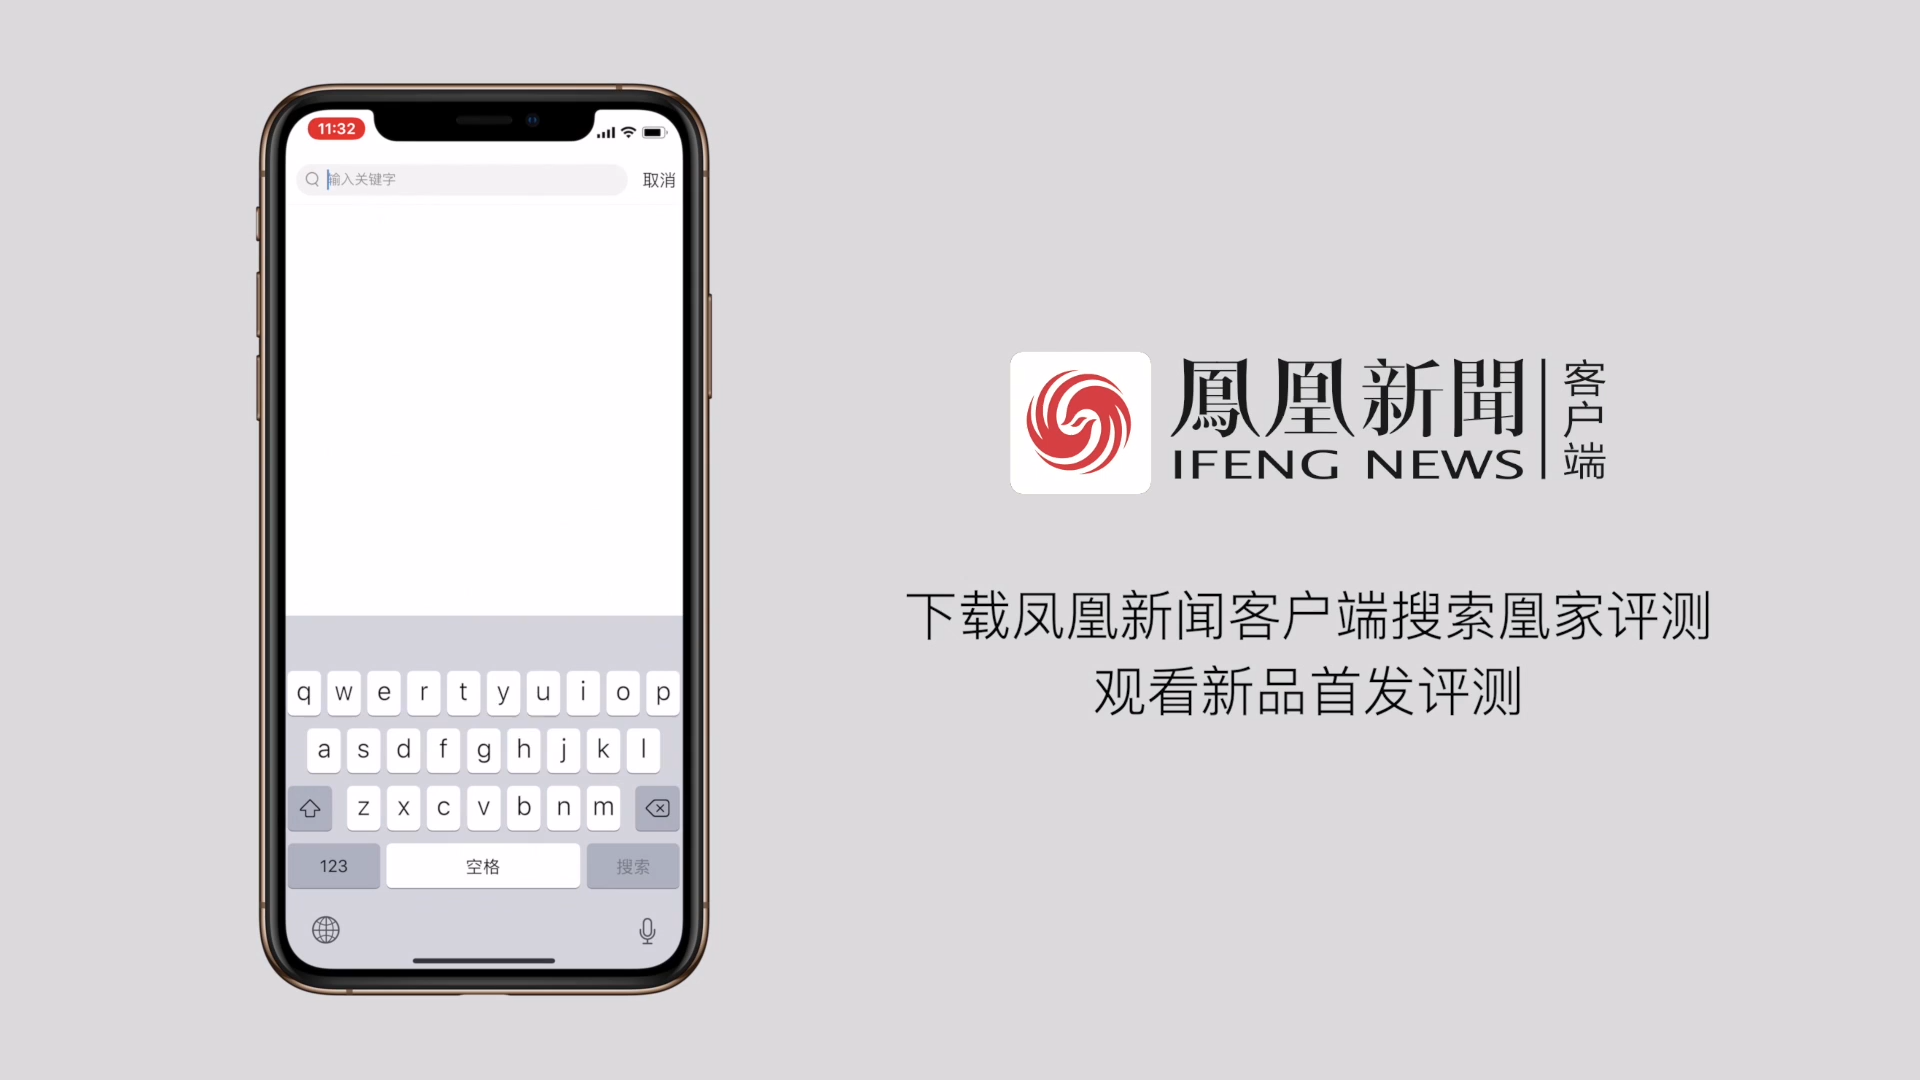 11:32
输入关键字
取消
q w e r t y u i o p
a s d f g h j k l
z x c v b n m
123
空格
搜索
鳳凰新聞
IFENG NEWS
客户端
下载凤凰新闻客户端搜索凰家评测
观看新品首发评测